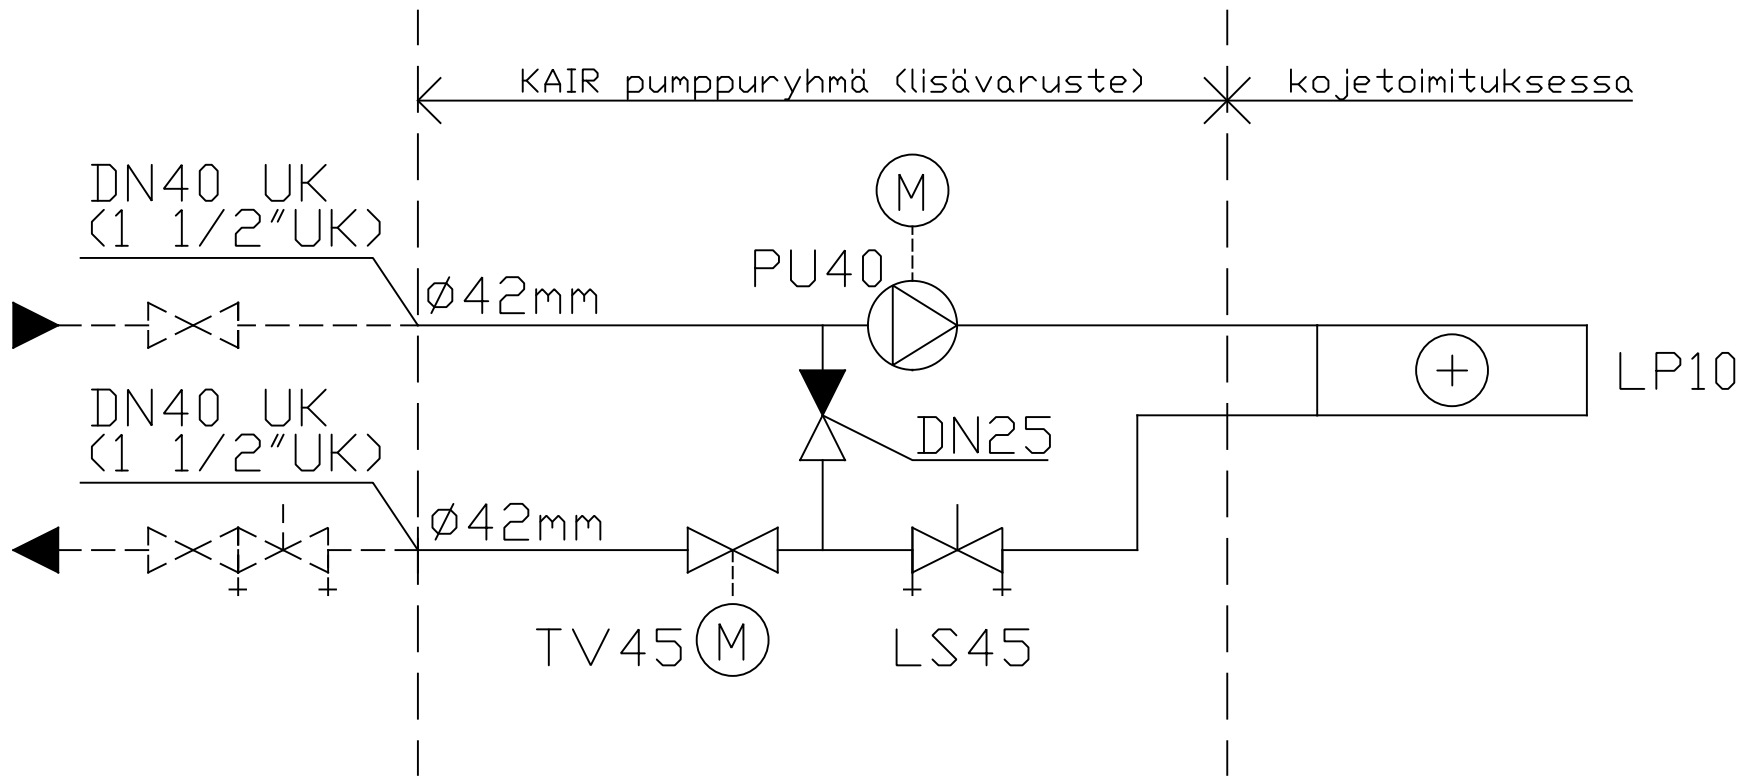 KAIR pumppuryhmä (lisävaruste)
kojetoimituksessa
DN40 UK
(1 1/2"UK)
M
PU40
Ø42mm
LP10
DN40 UK
(1 1/2"UK)
DN25
Ø42mm
TV45
M
LS45